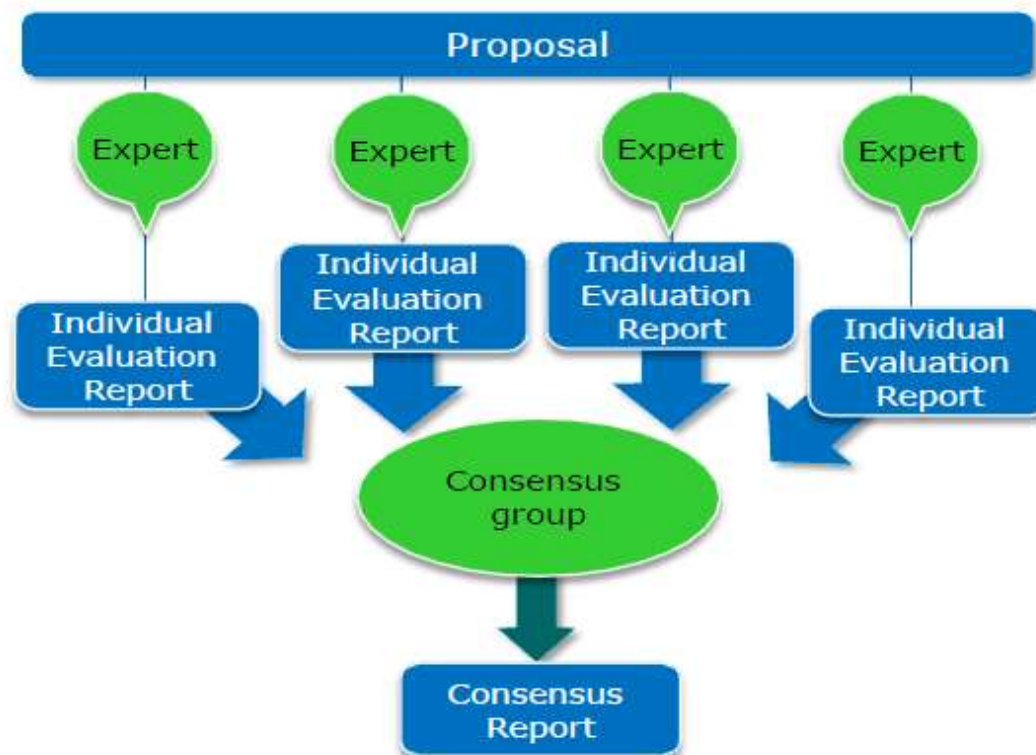 Proposal
Expert
Expert
Expert
Expert
Individual
Evaluation
Report
Individual
Evaluation
Report
Individual
Evaluation
Report
Individual
Evaluation
Report
Consensus
group
Consensus
Report